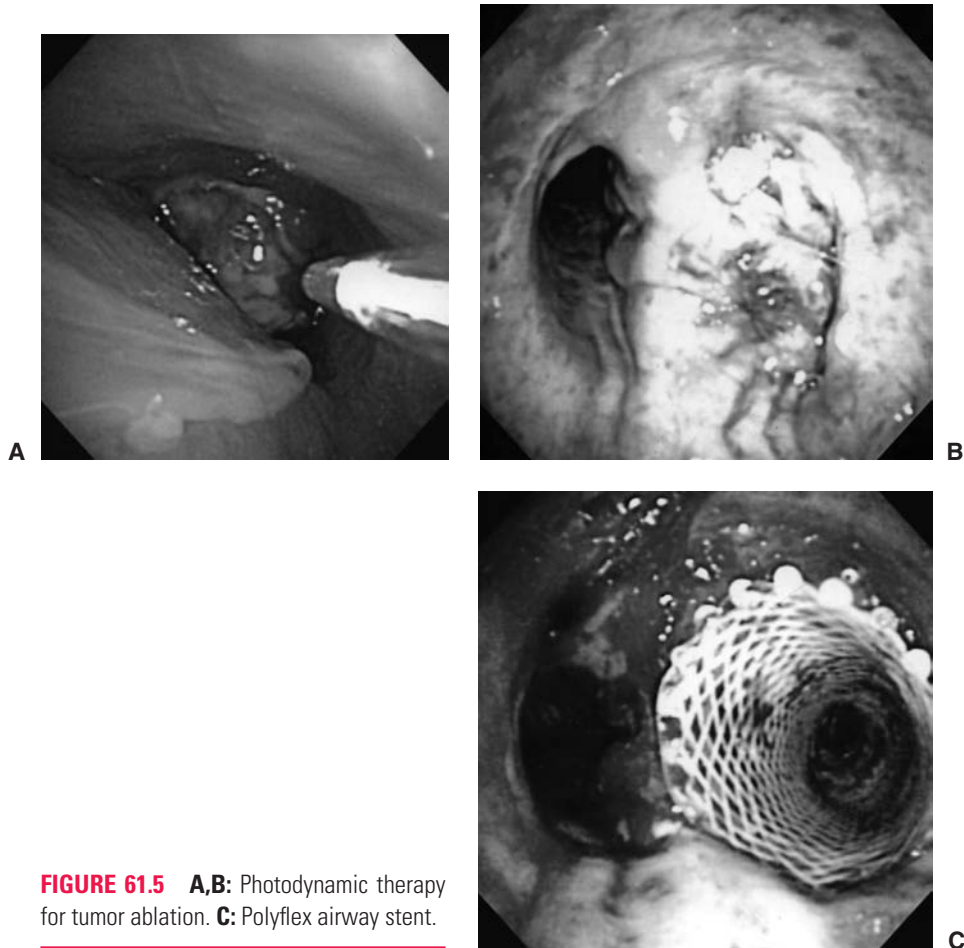 A
B
FIGURE 61.5 A,B: Photodynamic therapy
for tumor ablation. C: Polyflex airway stent.
C